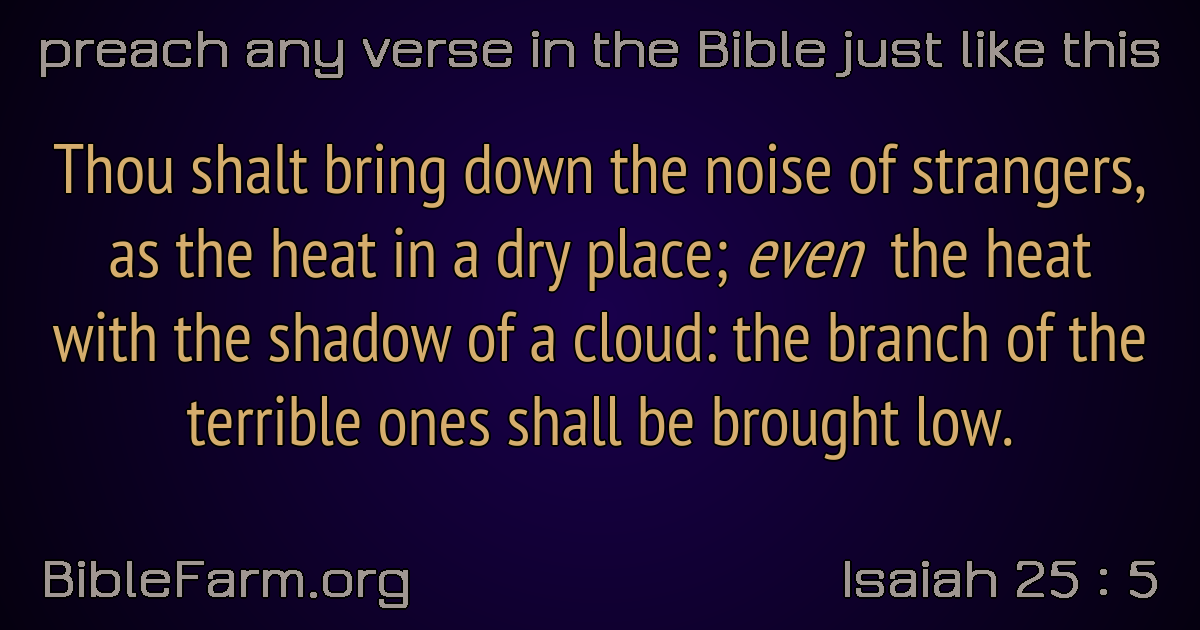 preach any verse in the Bible just like this
Thou shalt bring down the noise of strangers,
as the heat in a dry place; even the heat
with the shadow of a cloud: the branch of the
terrible ones shall be brought low.
BibleFarm.org
Isaiah 25 : 5